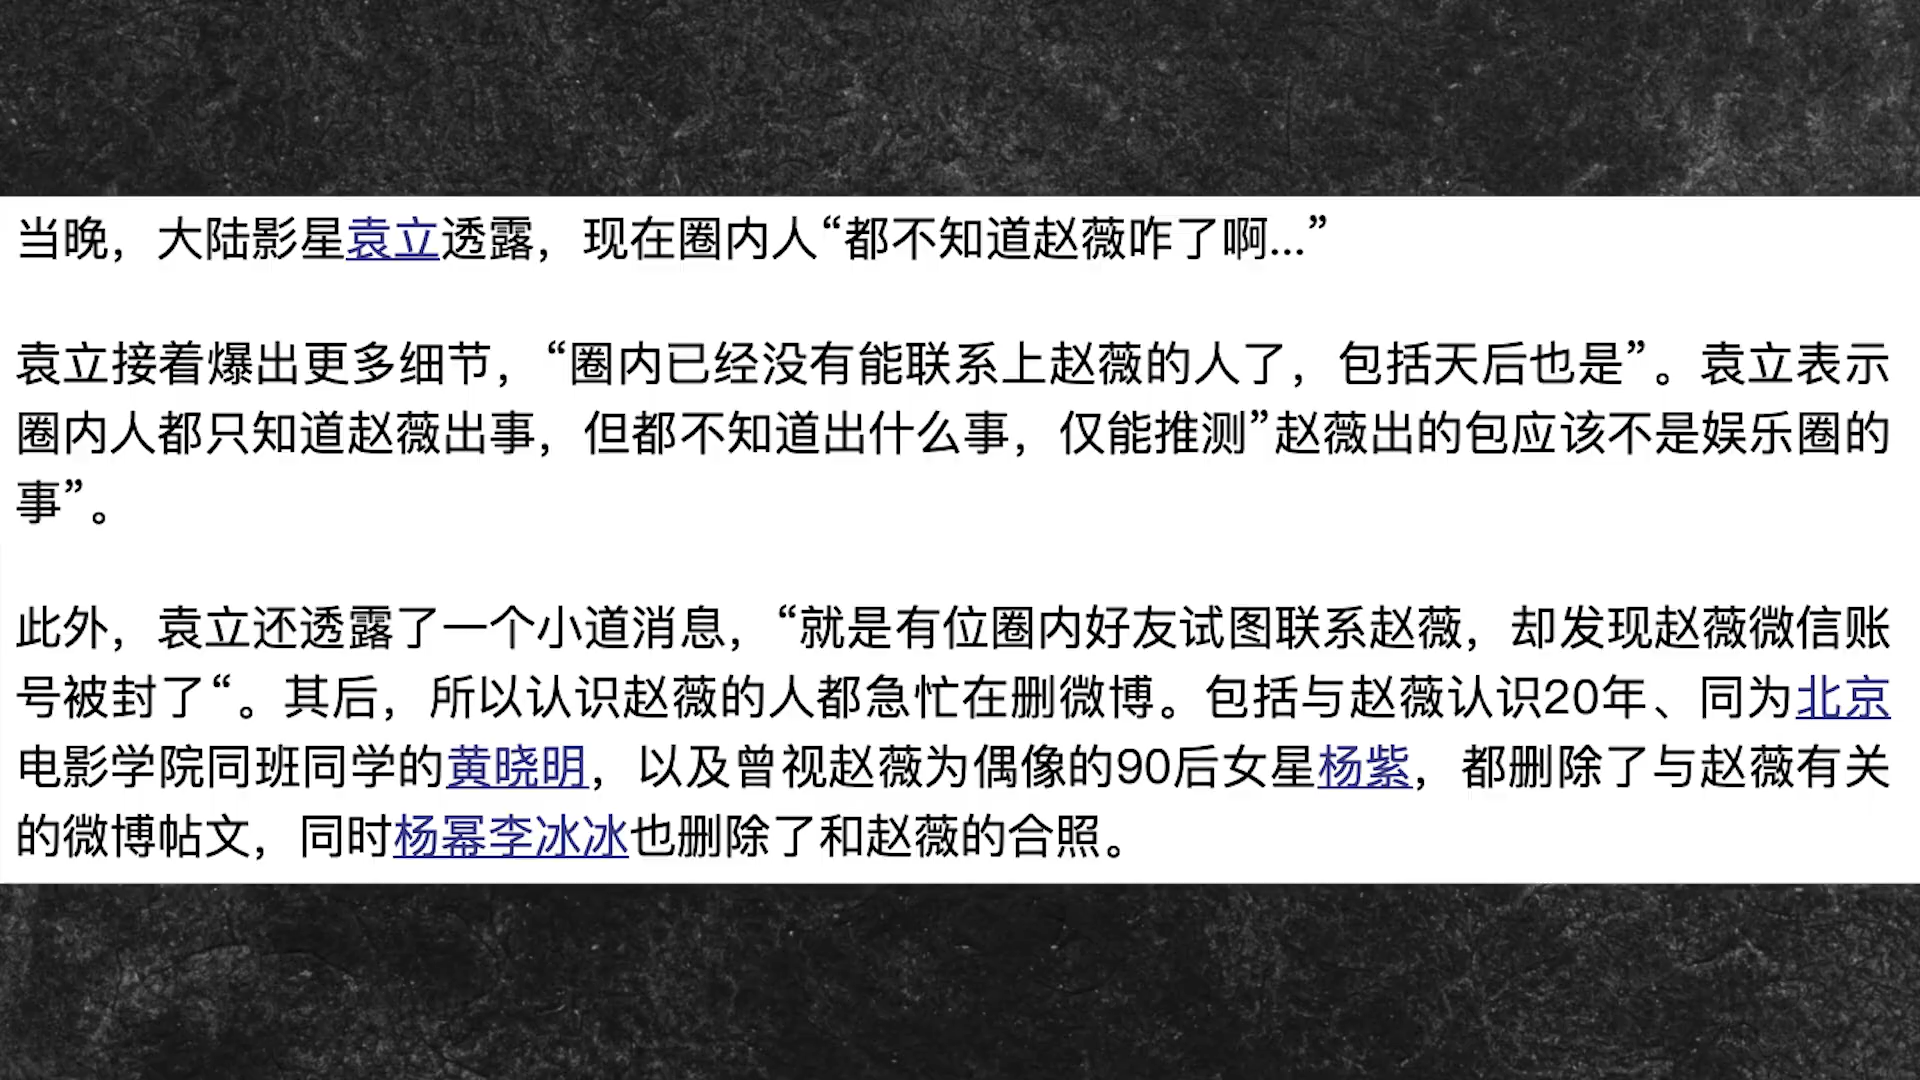 当晚，大陆影星袁立透露，现在圈内人“都不知道赵薇咋了啊...”
袁立接着爆出更多细节，“圈内已经没有能联系上赵薇的人了，包括天后也是”。袁立表示
圈内人都只知道赵薇出事，但都不知道出什么事，仅能推测”赵薇出的包应该不是娱乐圈的
事”。
此外，袁立还透露了一个小道消息，“就是有位圈内好友试图联系赵薇，却发现赵薇微信账
号被封了“。其后，所以认识赵薇的人都急忙在删微博。包括与赵薇认识20年、同为北京
电影学院同班同学的黄晓明，以及曾视赵薇为偶像的90后女星杨紫，都删除了与赵薇有关
的微博帖文，同时杨幂李冰冰也删除了和赵薇的合照。